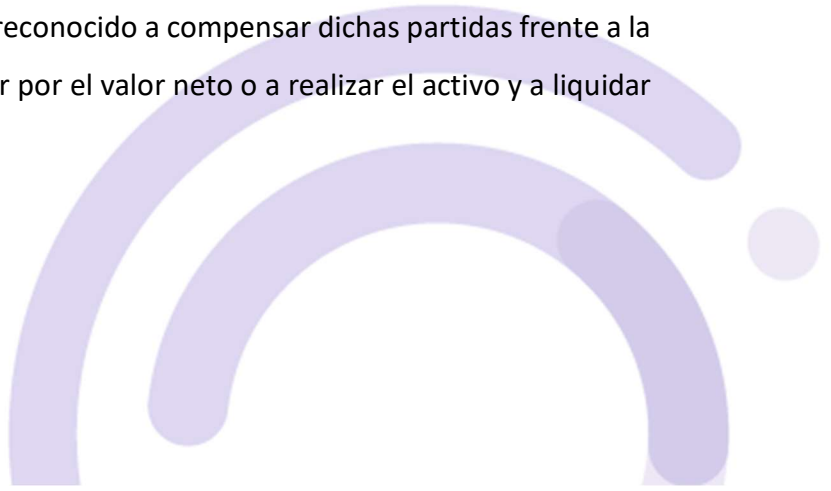 reconocido a compensar dichas partidas frente a la
r por el valor neto o a realizar el activo y a liquidar